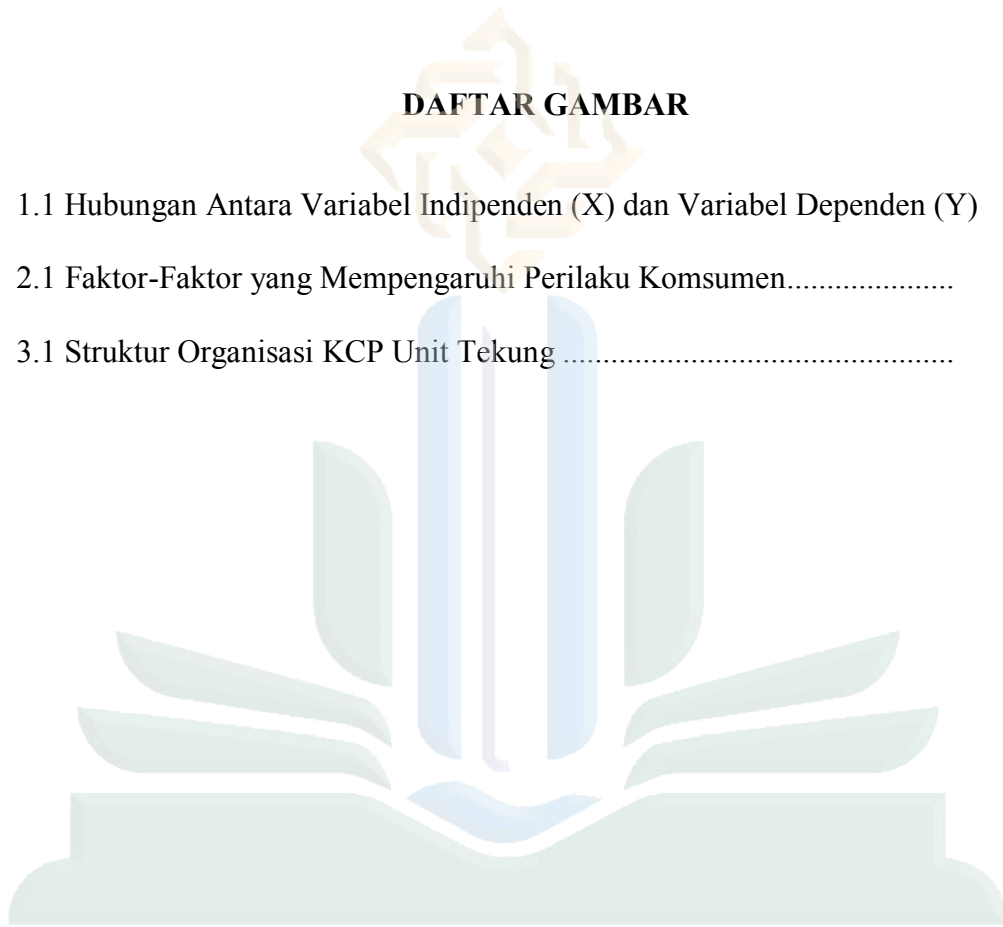 DAFTAR GAMBAR
1.1 Hubungan Antara Variabel Indipenden (X) dan Variabel Dependen (Y)
2.1 Faktor-Faktor yang Mempengaruhi Perilaku Komsumen.....................
3.1 Struktur Organisasi KCP Unit Tekung .................................................